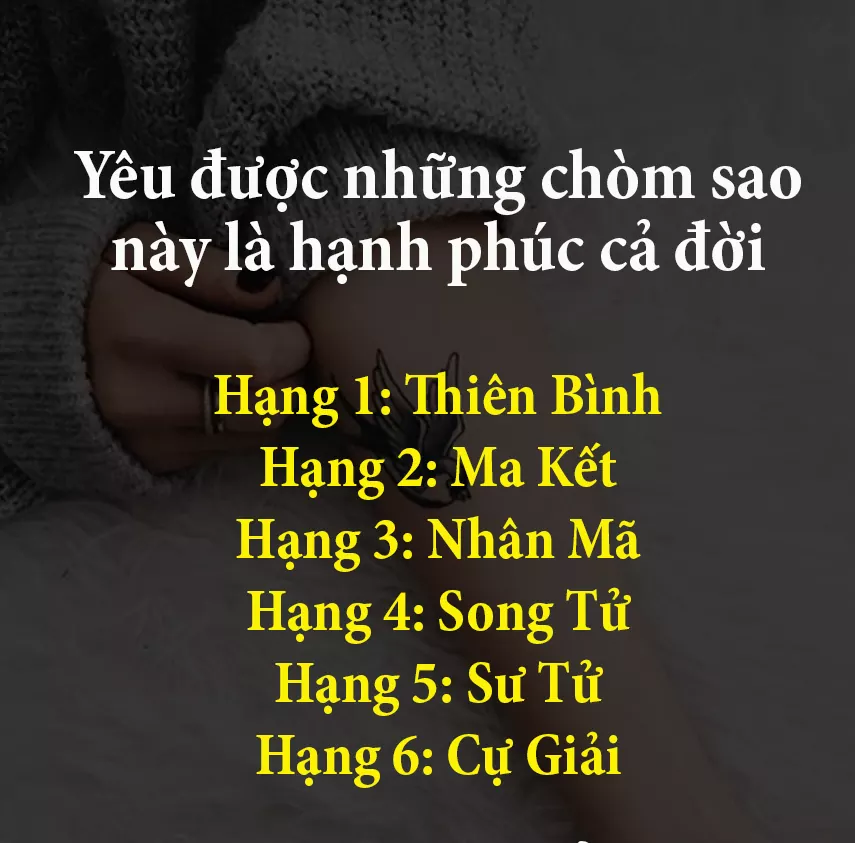 Yêu được những chòm sao
này là hạnh phúc cả đời
Hạng 1: Thiên Bình
Hạng 2: Ma Kết
Hạng 3: Nhân Mã
Hạng 4: Song Tử
Hạng 5: Sư Tử
Hạng 6: Cự Giải